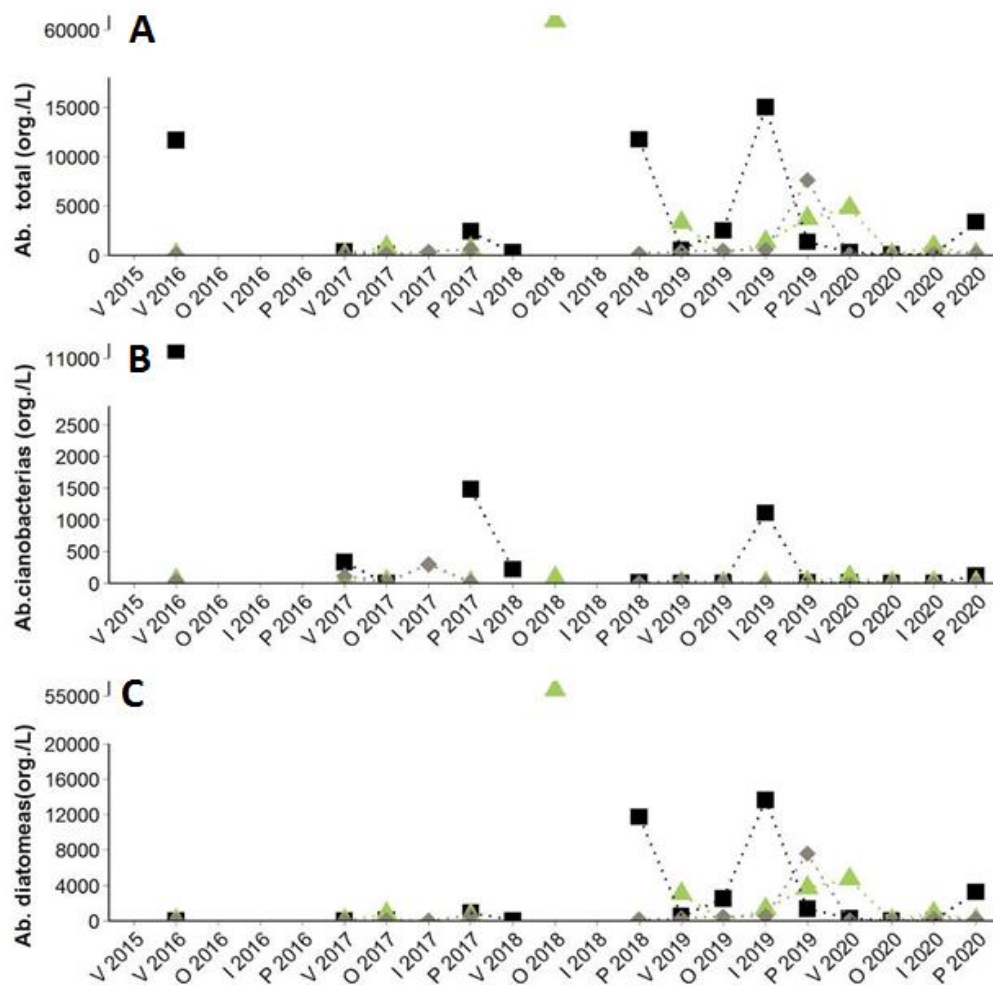 A
Ab. total (org./L)
60000
15000
10000
5000
0
V 2015
V 2016
O 2016
I 2016
P 2016
V 2017
O 2017
I 2017
P 2017
V 2018
O 2018
I 2018
P 2018
V 2019
O 2019
I 2019
P 2019
V 2020
O 2020
I 2020
P 2020
B
Ab.cianobacterias (org./L)
11000
2500
2000
1500
1000
500
0
V 2015
V 2016
O 2016
I 2016
P 2016
V 2017
O 2017
I 2017
P 2017
V 2018
O 2018
I 2018
P 2018
V 2019
O 2019
I 2019
P 2019
V 2020
O 2020
I 2020
P 2020
C
Ab. diatomeas(org./L)
55000
20000
16000
12000
8000
4000
0
V 2015
V 2016
O 2016
I 2016
P 2016
V 2017
O 2017
I 2017
P 2017
V 2018
O 2018
I 2018
P 2018
V 2019
O 2019
I 2019
P 2019
V 2020
O 2020
I 2020
P 2020